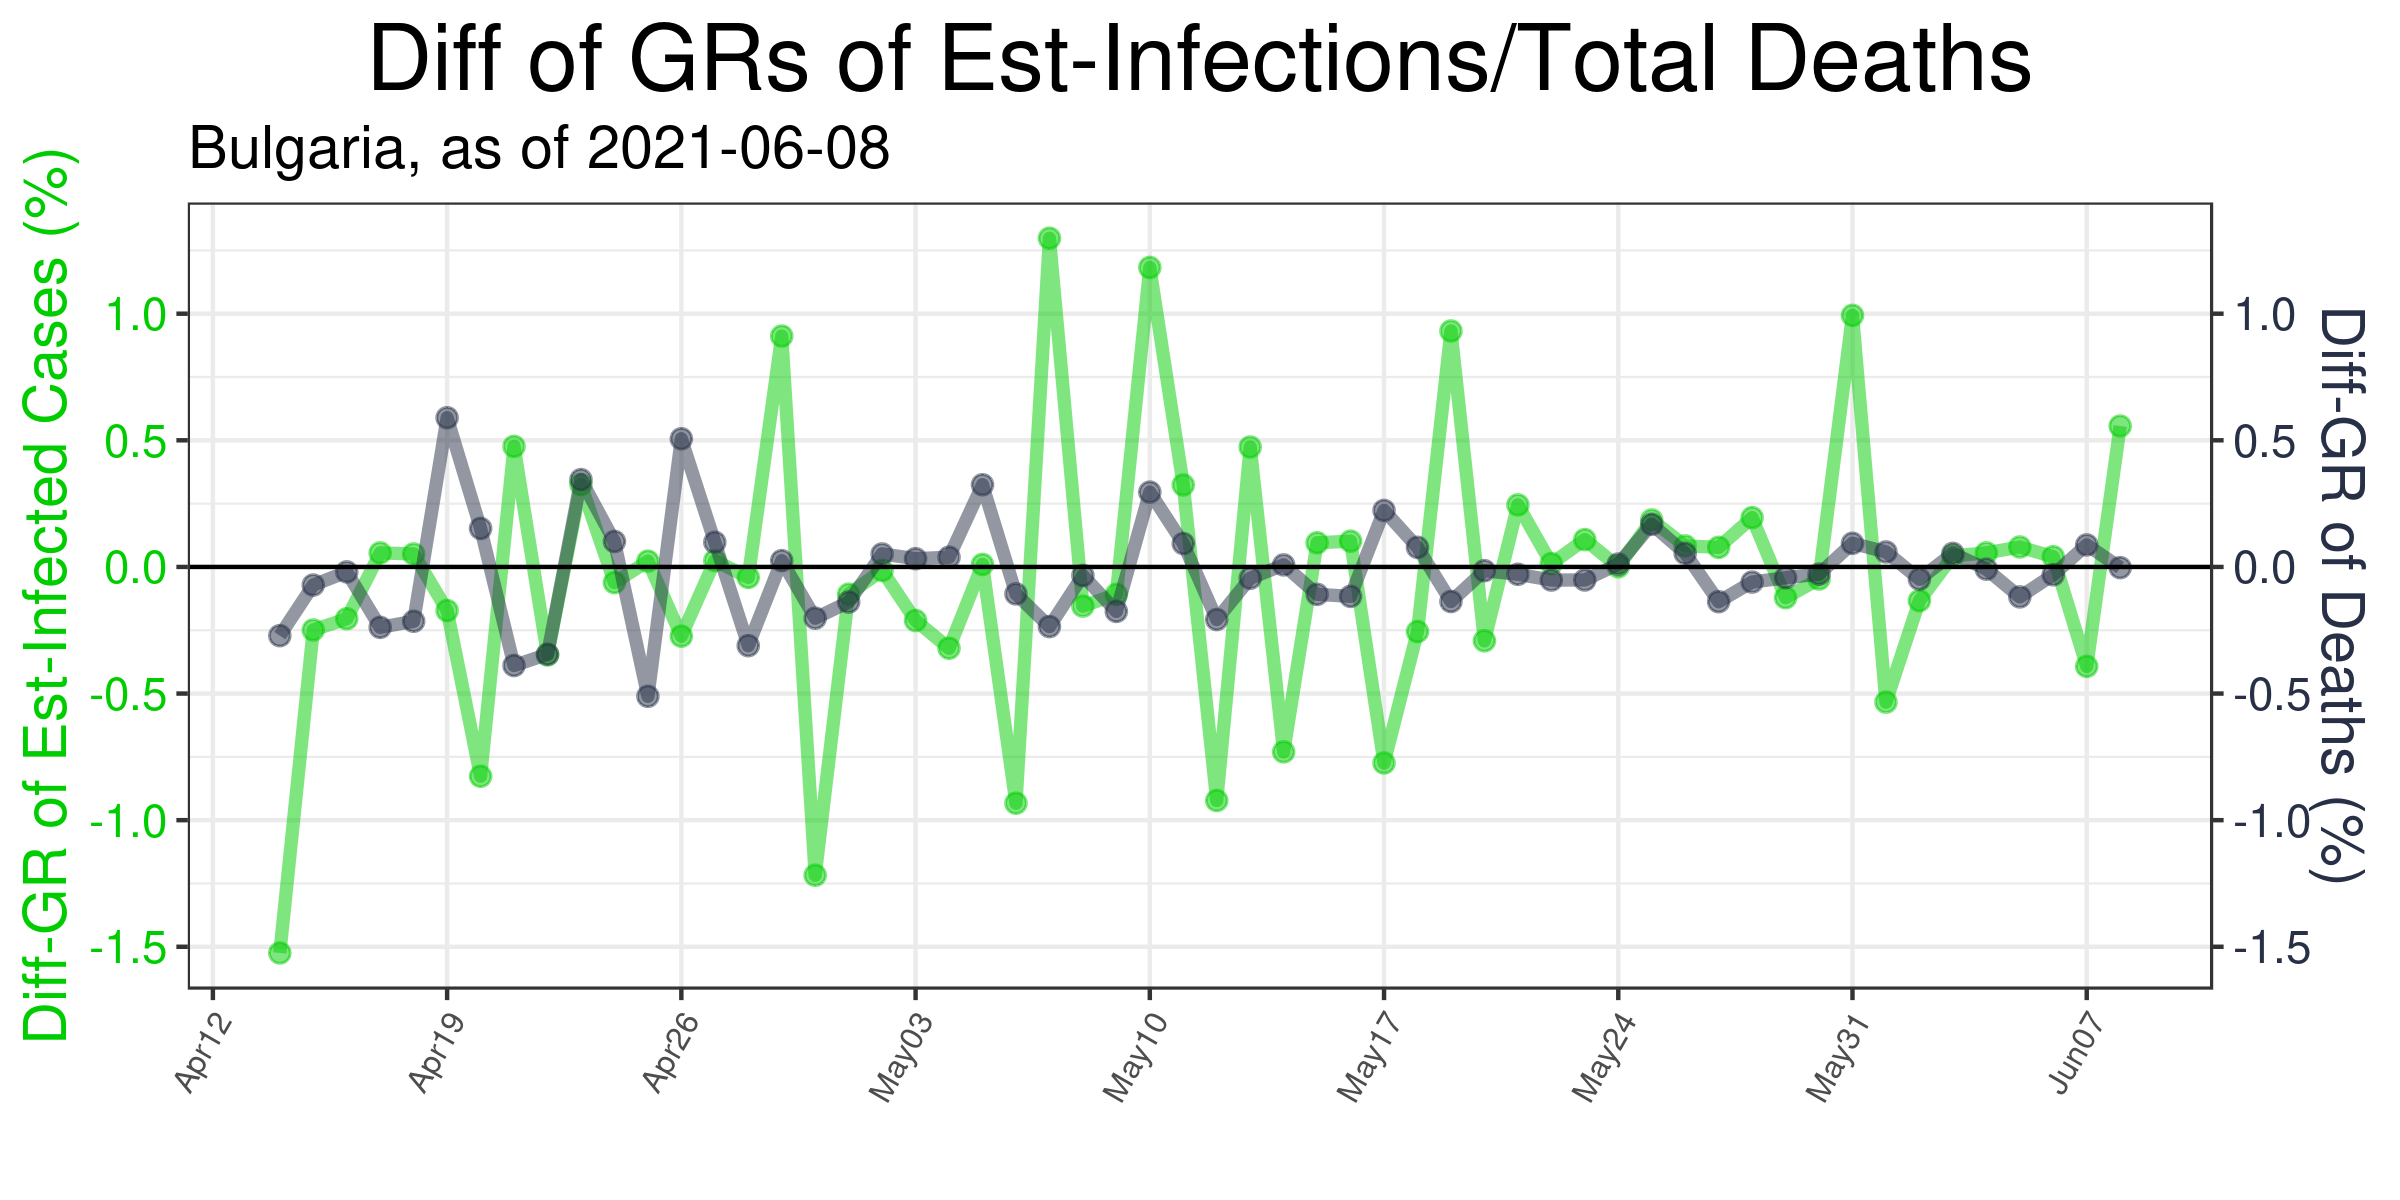 Diff of GRs of Est-Infections/Total Deaths
Bulgaria, as of 2021-06-08
Diff-GR of Est-Infected Cases (%)
1.0
0.5
0.0
-0.5
-1.0
-1.5
1.0
0.5
0.0
-0.5
-1.0
-1.5
Diff-GR of Deaths (%)
Apr12
Apr19
Apr26
May03
May10
May17
May24
May31
Jun07